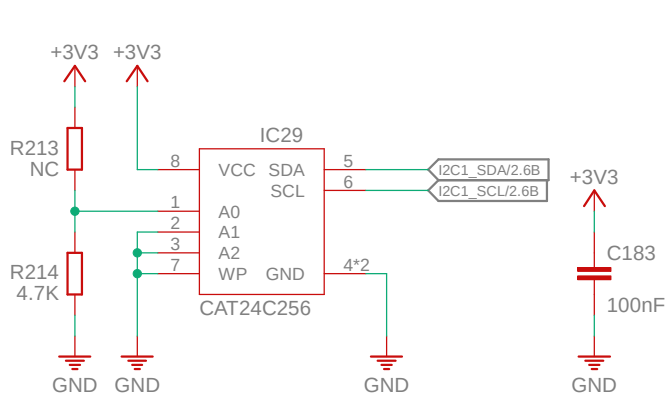 +3V3
+3V3
IC29
R213
NC
8
VCC
SDA
5
I2C1_SDA/2.6B
SCL
6
I2C1_SCL/2.6B
+3V3
1
A0
2
A1
3
A2
7
WP
GND
4*2
R214
4.7K
CAT24C256
C183
100nF
GND
GND
GND
GND